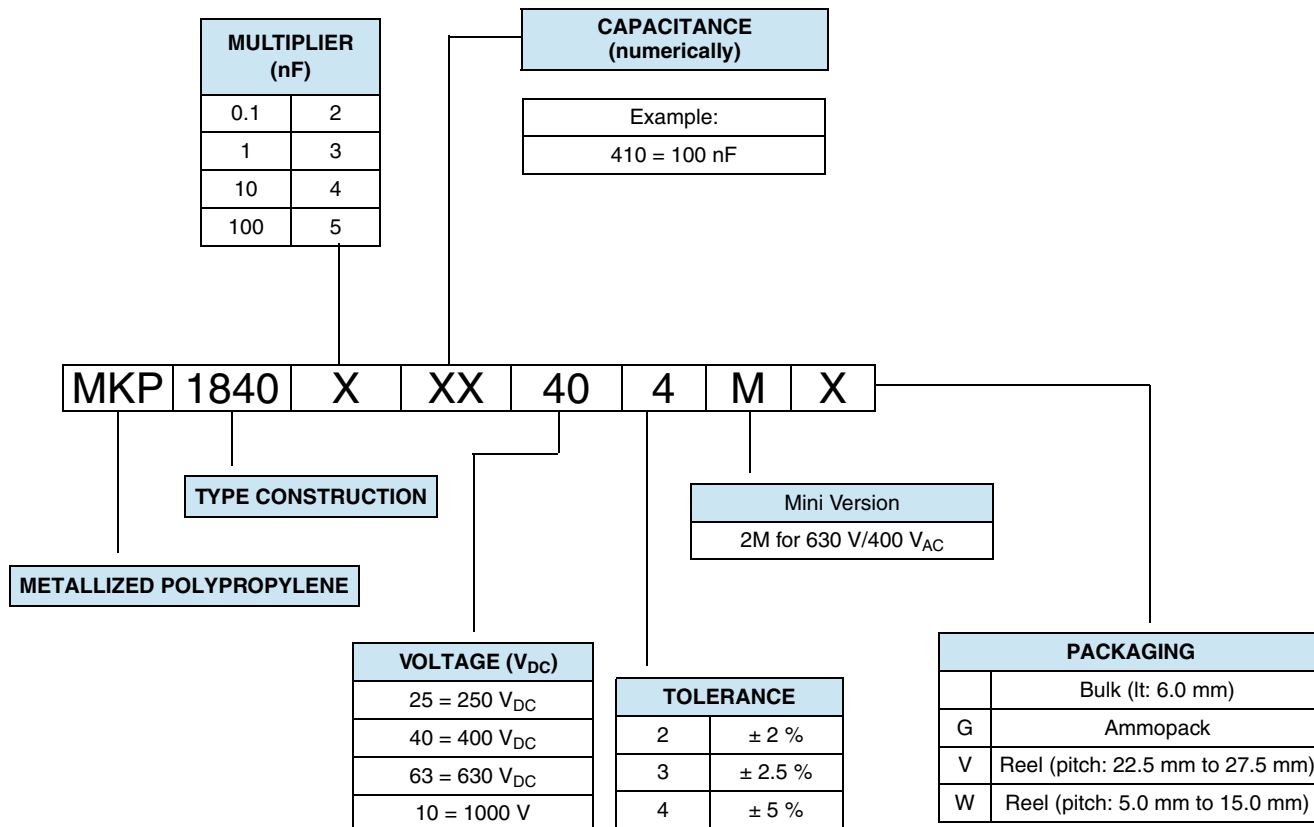 MULTIPLIER
(nF)
0.1 2
1 3
10 4
100 5
CAPACITANCE
(numerically)
Example:
410 = 100 nF
MKP 1840 X XX 40 4 M X
TYPE CONSTRUCTION
METALLIZED POLYPROPYLENE
Mini Version
2M for 630 V/400 VAC
VOLTAGE (VDC)
25 = 250 VDC
40 = 400 VDC
63 = 630 VDC
10 = 1000 V
TOLERANCE
2 ± 2 %
3 ± 2.5 %
4 ± 5 %
PACKAGING
Bulk (lt: 6.0 mm)
G Ammopack
V Reel (pitch: 22.5 mm to 27.5 mm)
W Reel (pitch: 5.0 mm to 15.0 mm)